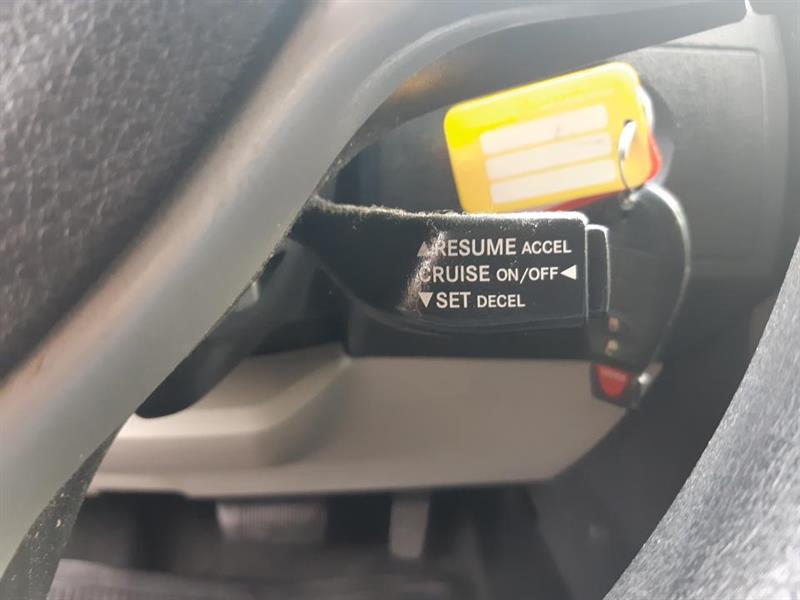 ▲RESUME ACCEL
CRUISE ON/OFF◀
▼SET DECEL